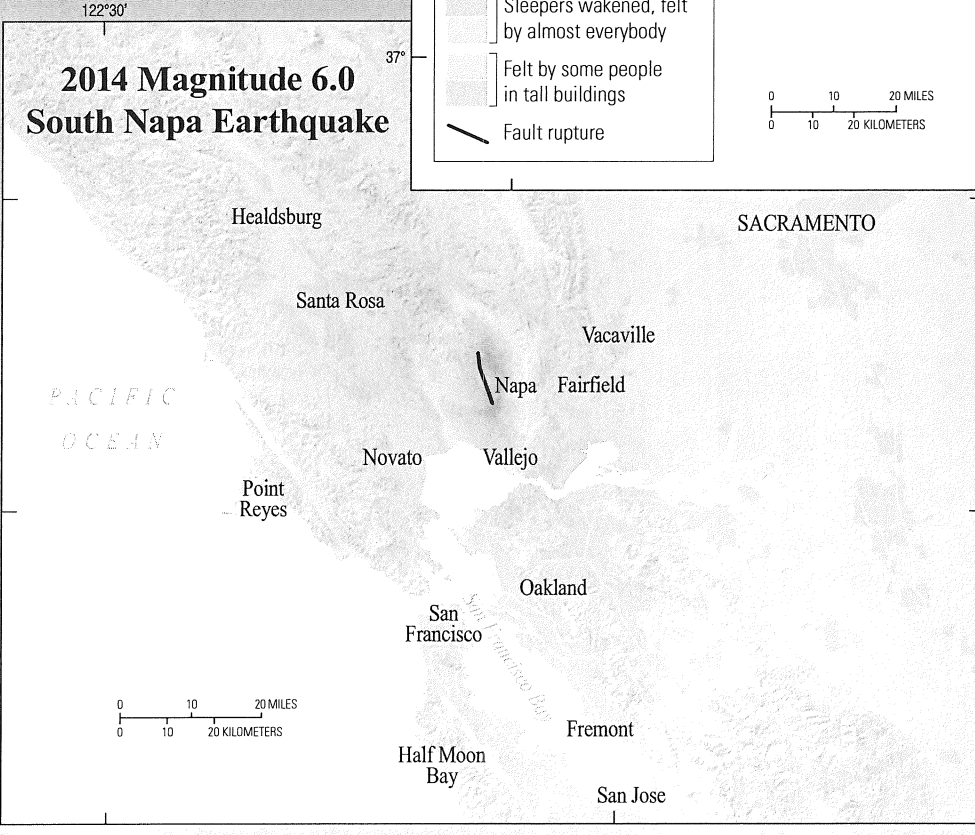 122°30'
2014 Magnitude 6.0
South Napa Earthquake
37°
Sleepers wakened, felt
by almost everybody
Felt by some people
in tall buildings
Fault rupture
0 10 20 MILES
0 10 20 KILOMETERS
Healdsburg
SACRAMENTO
Santa Rosa
Vacaville
Napa
Fairfield
PACIFIC
OCEAN
Novato
Vallejo
Point
Reyes
Oakland
San
Francisco
San Francisco Bay
0 10 20 MILES
0 10 20 KILOMETERS
Fremont
Half Moon
Bay
San Jose